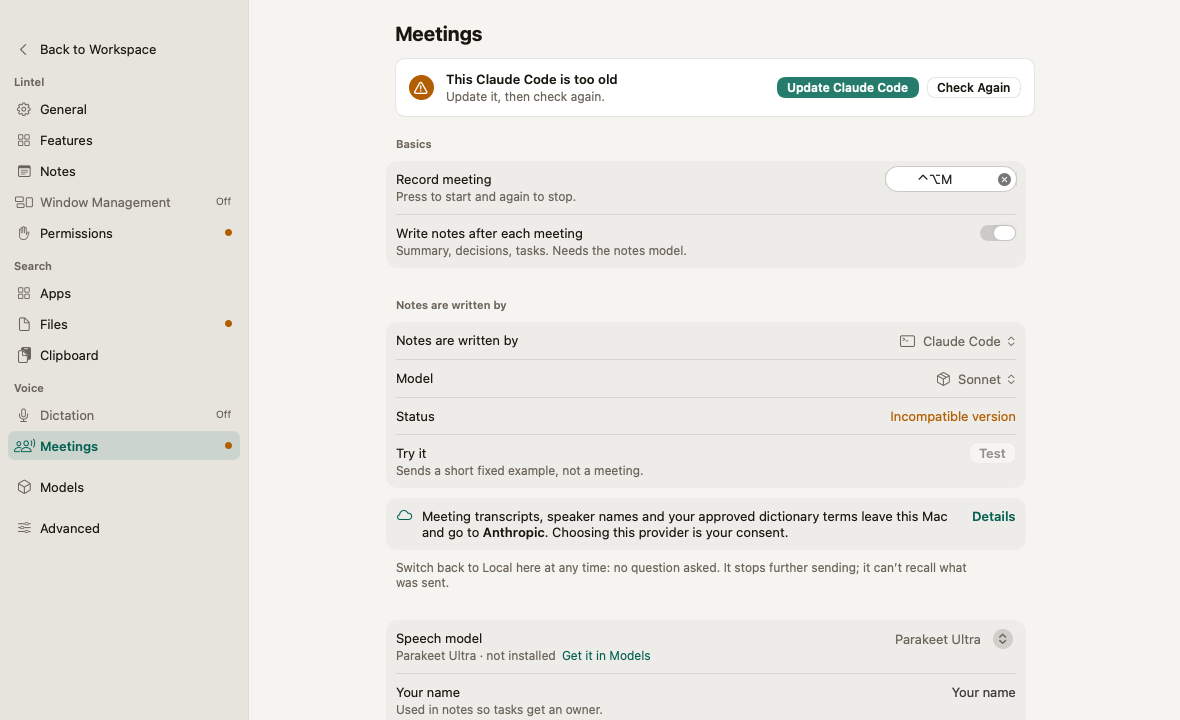 Back to Workspace
Lintel
General
Features
Notes
Window Management Off
Permissions
Search
Apps
Files
Clipboard
Voice
Dictation Off
Meetings
Models
Advanced
Meetings
This Claude Code is too old
Update it, then check again.
Update Claude Code Check Again
Basics
Record meeting
Press to start and again to stop.
⌃⌥M
Write notes after each meeting
Summary, decisions, tasks. Needs the notes model.
Notes are written by
Notes are written by Claude Code
Model Sonnet
Status Incompatible version
Try it
Sends a short fixed example, not a meeting.
Test
Meeting transcripts, speaker names and your approved dictionary terms leave this Mac
and go to Anthropic. Choosing this provider is your consent.
Details
Switch back to Local here at any time: no question asked. It stops further sending; it can’t recall what
was sent.
Speech model
Parakeet Ultra · not installed Get it in Models
Parakeet Ultra
Your name
Used in notes so tasks get an owner.
Your name